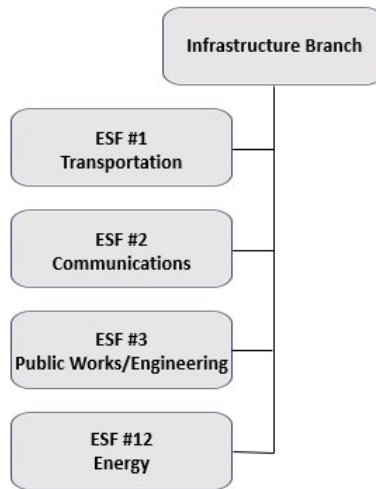 Infrastructure Branch
ESF #1
Transportation
ESF #2
Communications
ESF #3
Public Works/Engineering
ESF #12
Energy